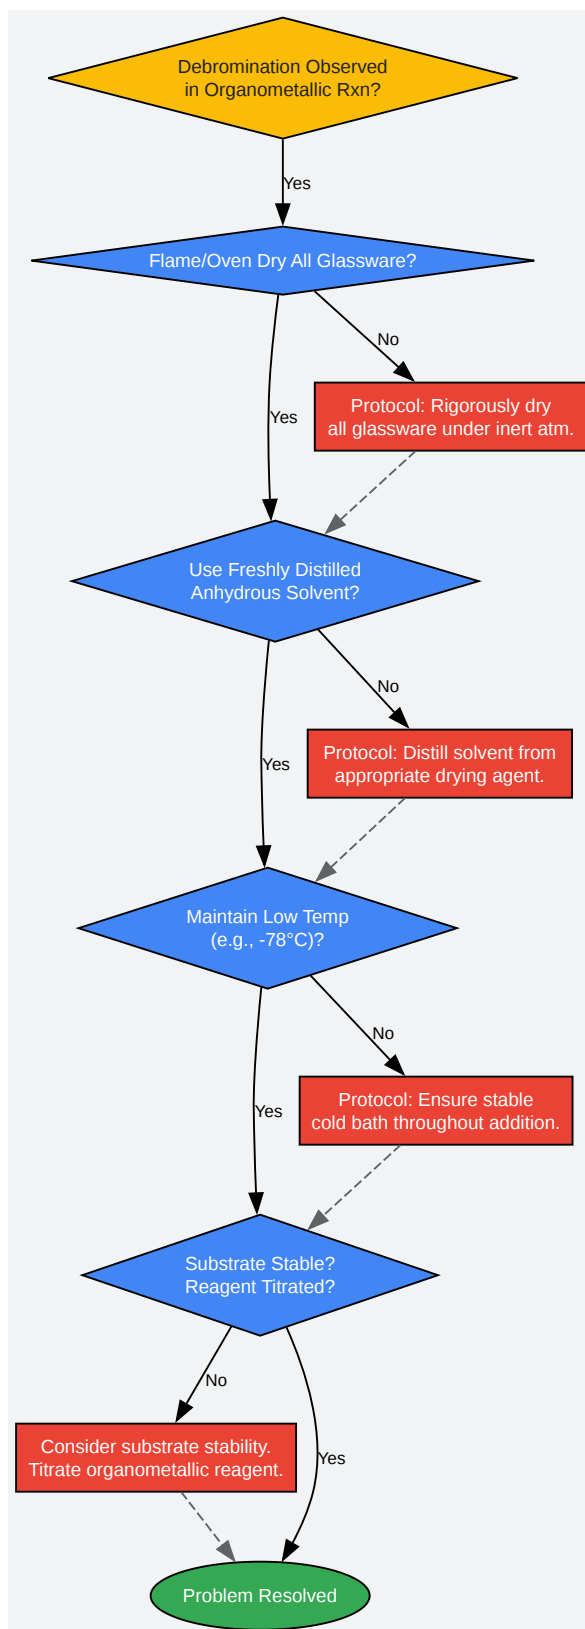 Debromination Observed
in Organometallic Rxn?
Yes
Flame/Oven Dry All Glassware?
No
Protocol: Rigorously dry
all glassware under inert atm.
Yes
Use Freshly Distilled
Anhydrous Solvent?
No
Protocol: Distill solvent from
appropriate drying agent.
Yes
Maintain Low Temp
(e.g., -78°C)?
No
Protocol: Ensure stable
cold bath throughout addition.
Yes
Substrate Stable?
Reagent Titrated?
No
Consider substrate stability.
Titrate organometallic reagent.
Yes
Problem Resolved